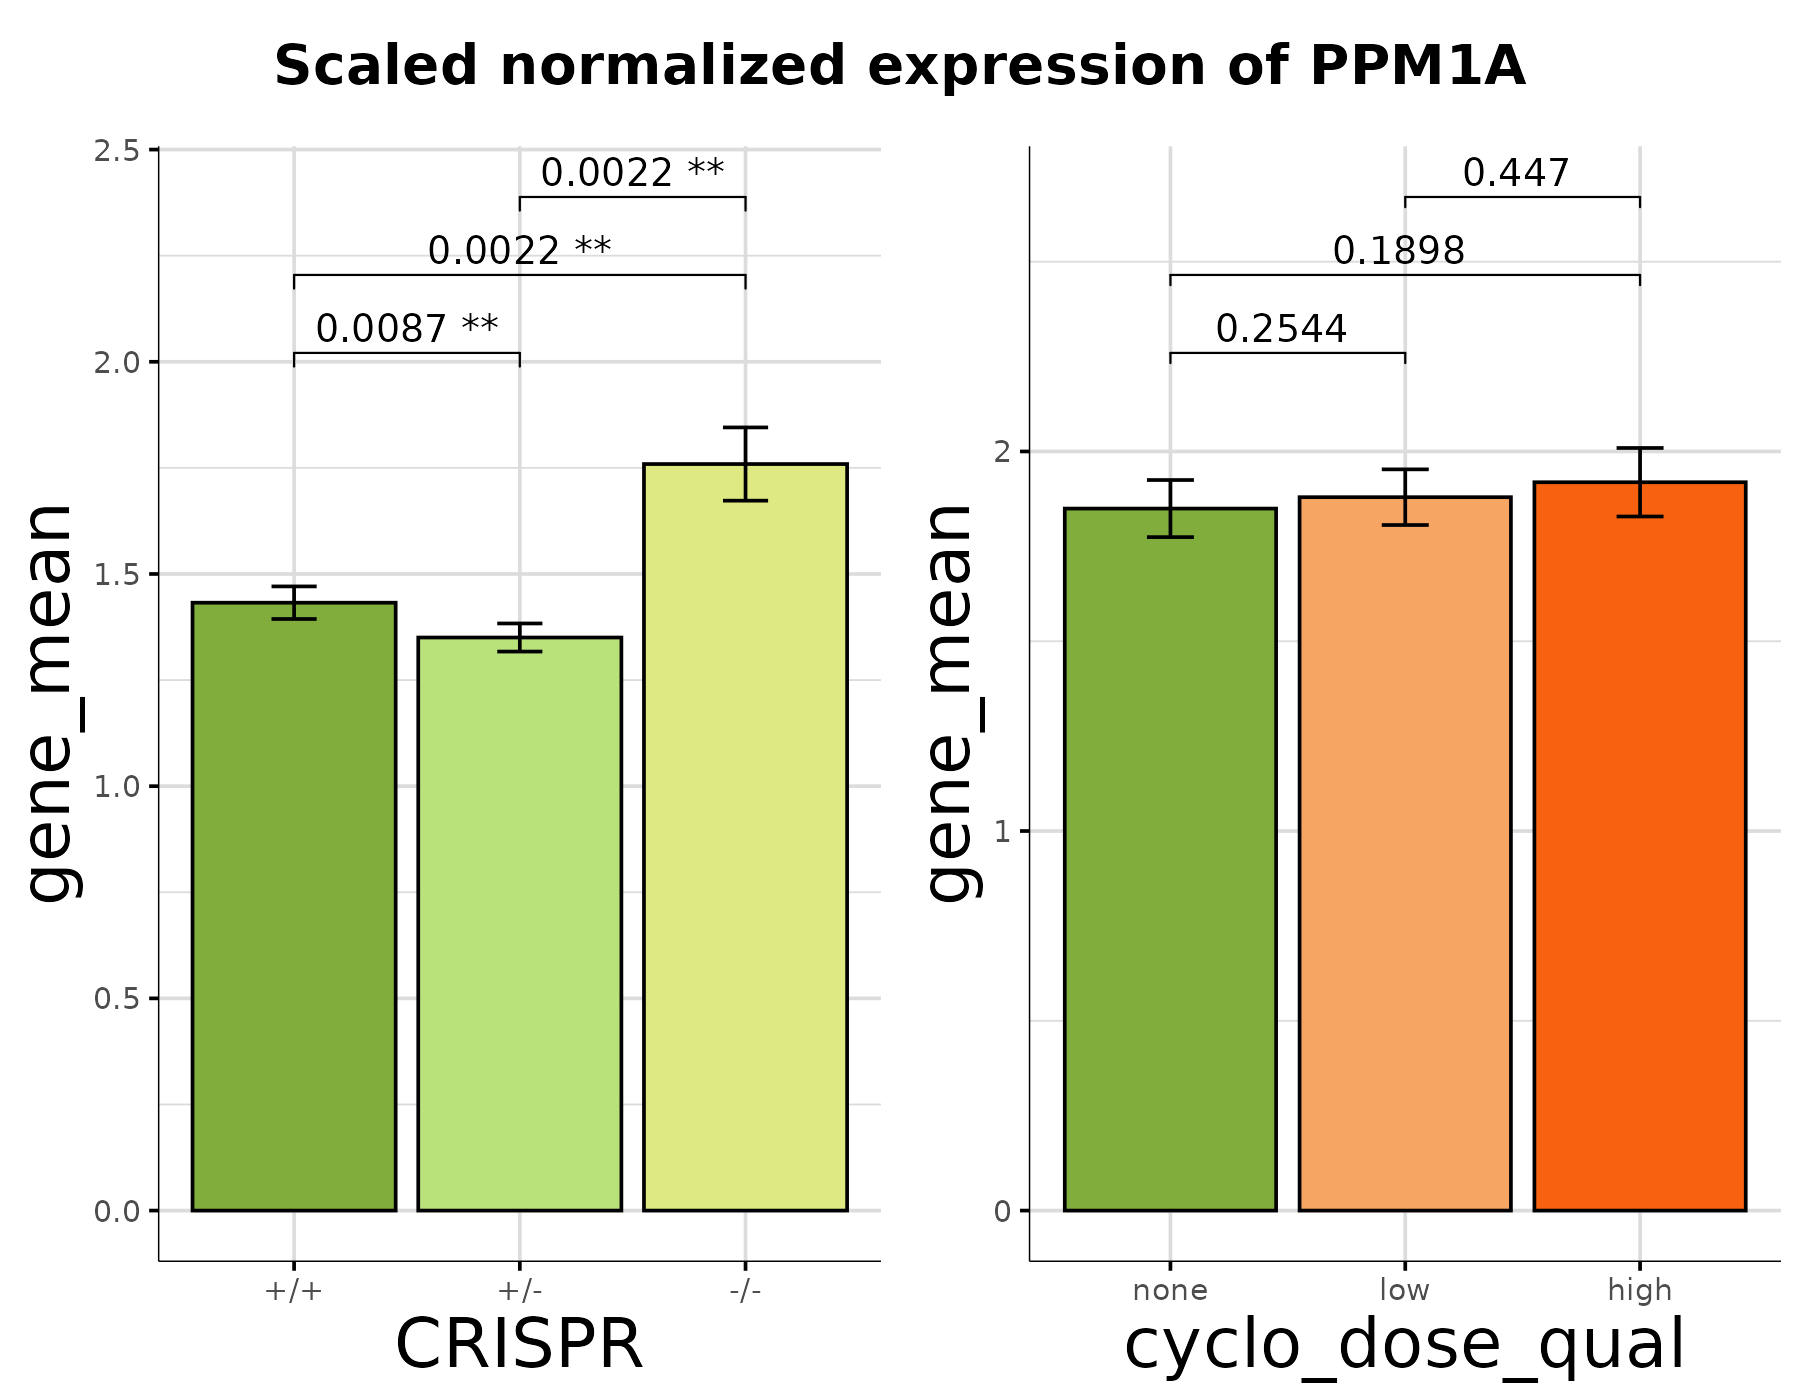 Scaled normalized expression of PPM1A
gene_mean
2.5
2.0
1.5
1.0
0.5
0.0
0.0022 **
0.0022 **
0.0087 **
+/+ +/- -/-
CRISPR
gene_mean
2
1
0
0.447
0.1898
0.2544
none low high
cyclo_dose_qual